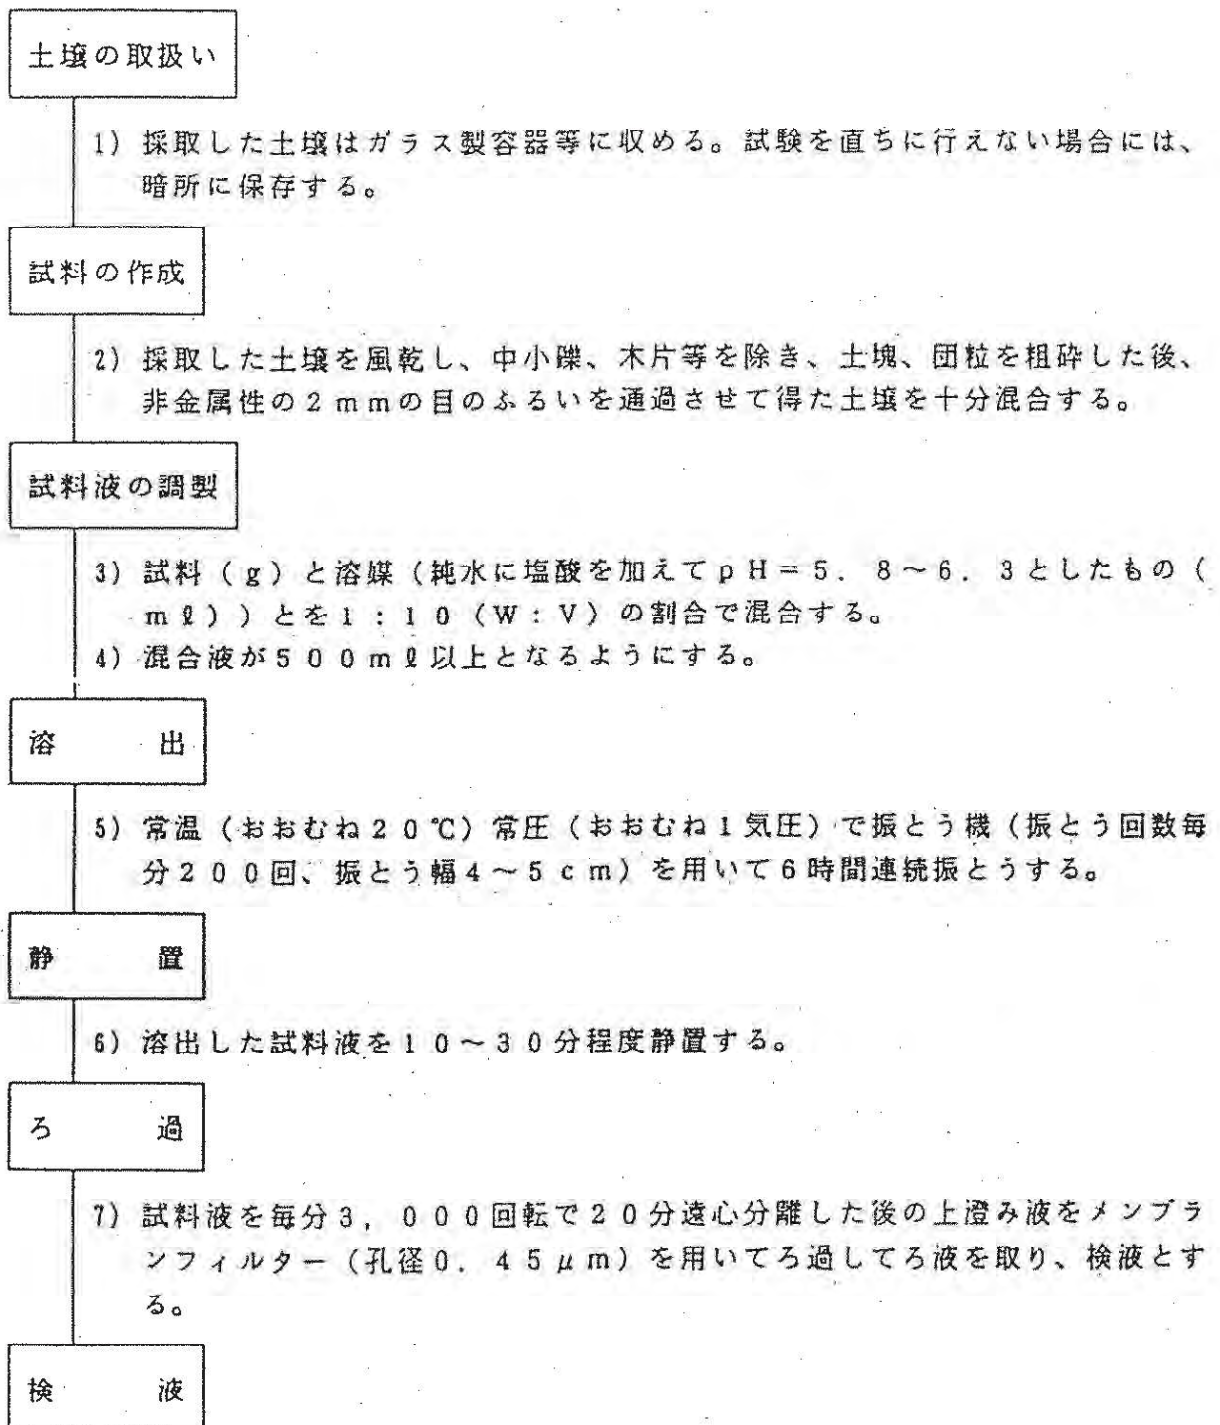 土壌の取扱い
1) 採取した土壌はガラス製容器等に収める。試験を直ちに行えない場合には、
暗所に保存する。
試料の作成
2) 採取した土壌を風乾し、中小礫、木片等を除き、土塊、団粒を粗砕した後、
非金属性の2mmの目のふるいを通過させて得た土壌を十分混合する。
試料液の調製
3) 試料(g)と溶媒(純水に塩酸を加えてpH=5.8~6.3としたもの(
mℓ))とを1:10(W:V)の割合で混合する。
4) 混合液が500mℓ以上となるようにする。
溶 出
5) 常温(おおむね20℃)常圧(おおむね1気圧)で振とう機(振とう回数毎
分200回、振とう幅4~5cm)を用いて6時間連続振とうする。
静 置
6) 溶出した試料液を10~30分程度静置する。
ろ 過
7) 試料液を毎分3,000回転で20分遠心分離した後の上澄み液をメンブラ
ンフィルター(孔径0.45μm)を用いてろ過してろ液を取り、検液とす
る。
検 液